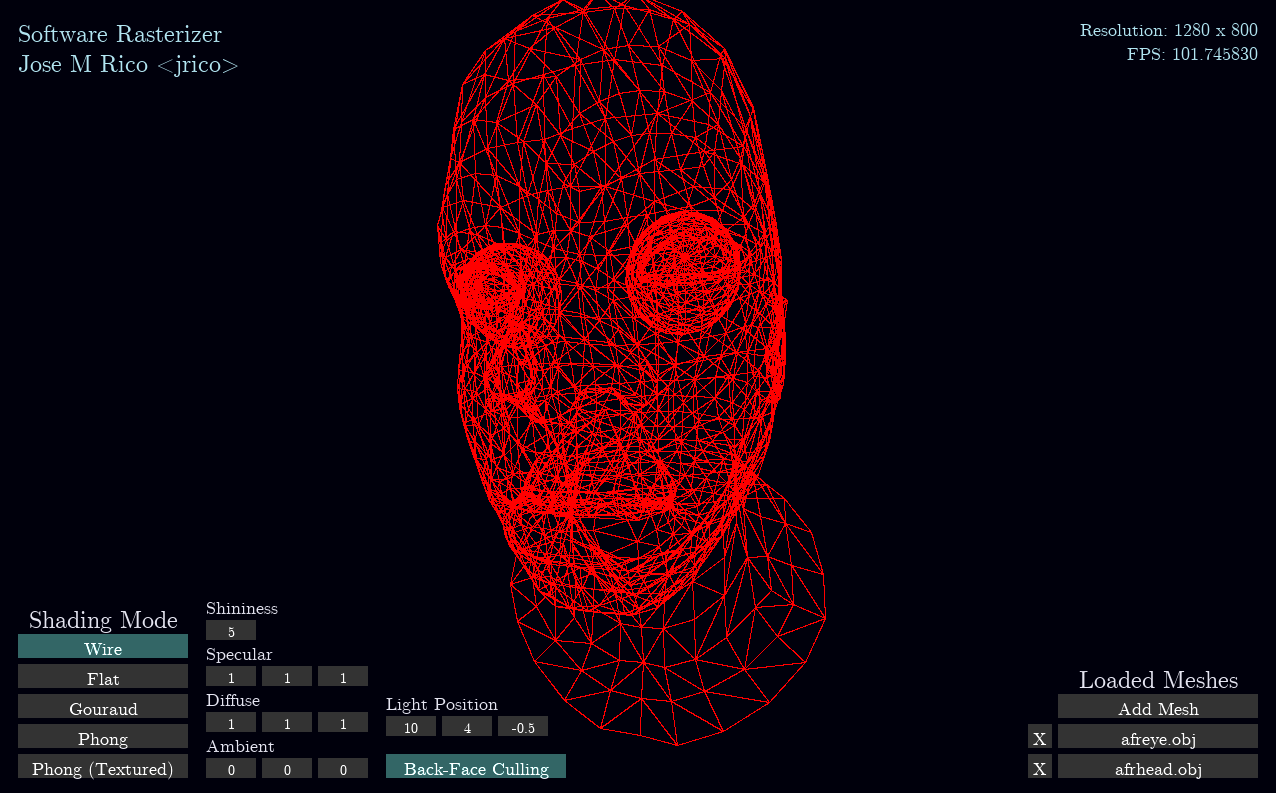 Software Rasterizer
Jose M Rico <jrico>
Resolution: 1280 x 800
FPS: 101.745830
Shading Mode
Wire
Flat
Gouraud
Phong
Phong (Textured)
Shininess
5
Specular
1 1 1
Diffuse
1 1 1
Ambient
0 0 0
Light Position
10 4 -0.5
Back-Face Culling
Loaded Meshes
Add Mesh
X afreye.obj
X afrhead.obj